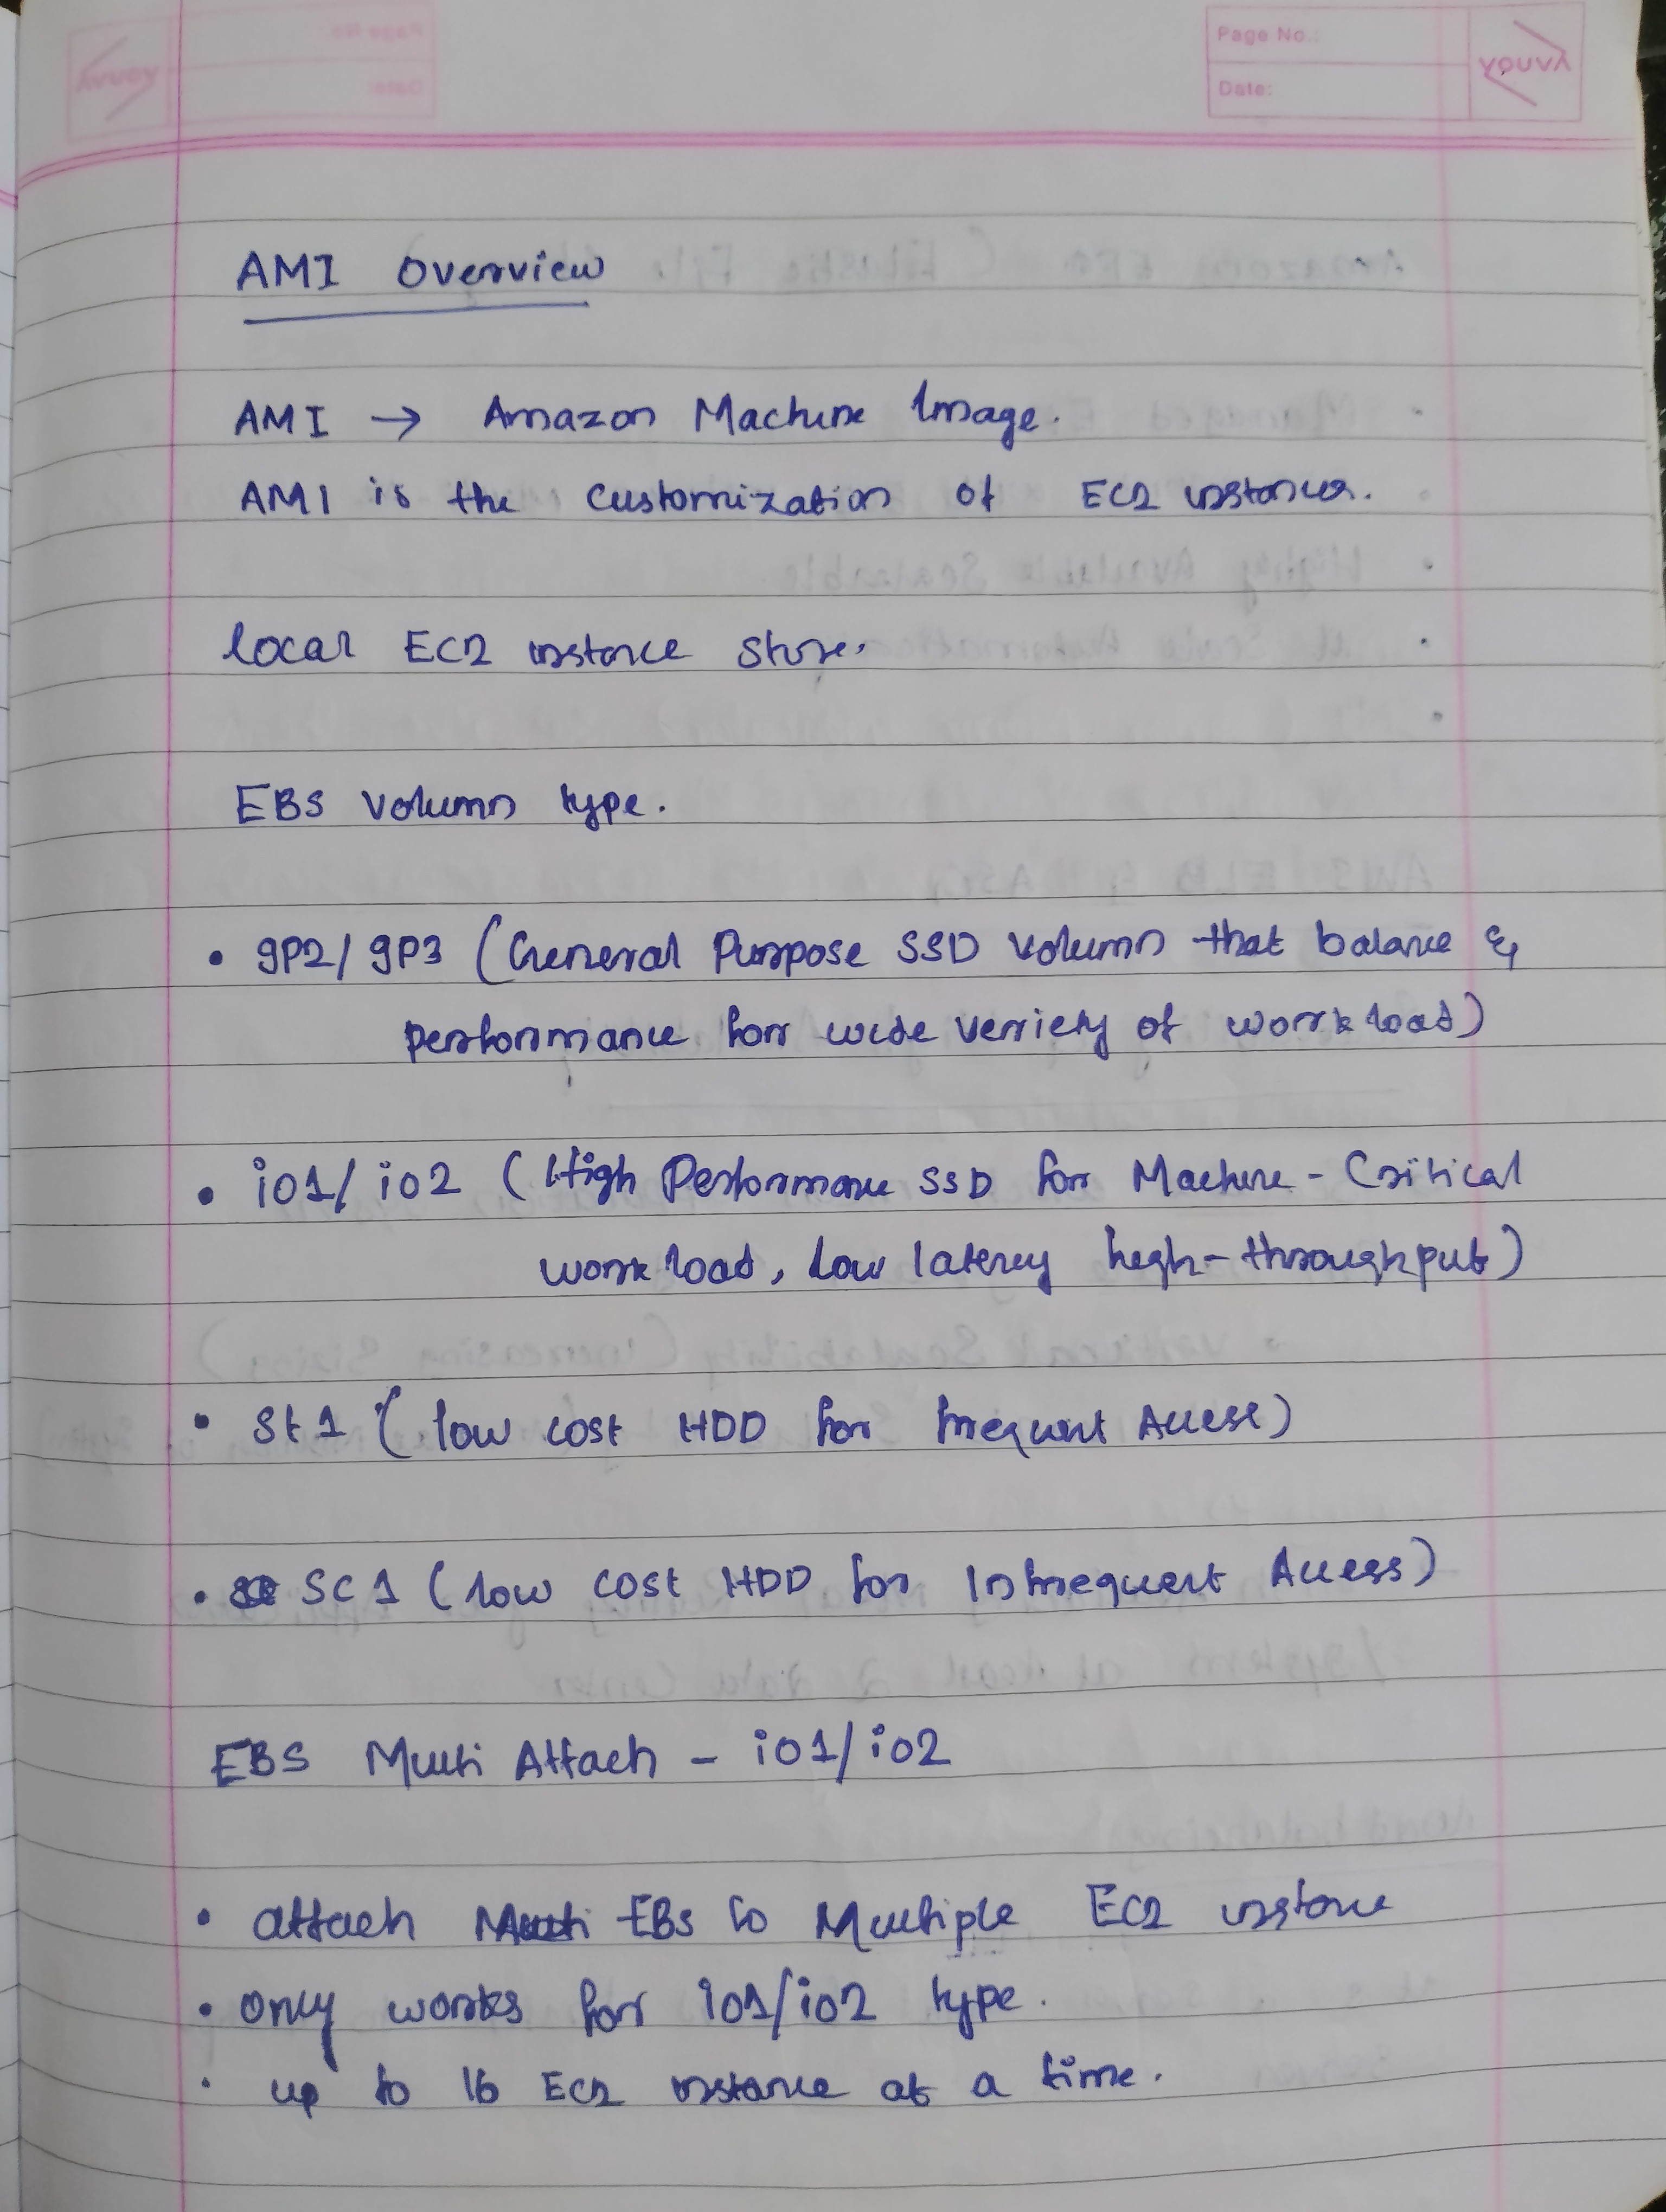 Page No.:
Date:
Youva
AMI Overview
AMI → Amazon Machine Image.
AMI is the Customization of EC2 instances.
local EC2 instance store.
EBS Volumn type.
• gp2/gp3 (General Purpose SSD Volumn that balance &
performance for wide verriety of workload)
• io1/io2 (High Performance SSD for Machine-Critical
workload, low latency high-throughput)
• St1 (low cost HDD for frequent Access)
• SC1 (low cost HDD for Infrequent Access)
EBS Multi Attach - io1/io2
• attach Multi EBS to Multiple EC2 instance
• only works for io1/io2 type.
• up to 16 EC2 instance at a time.